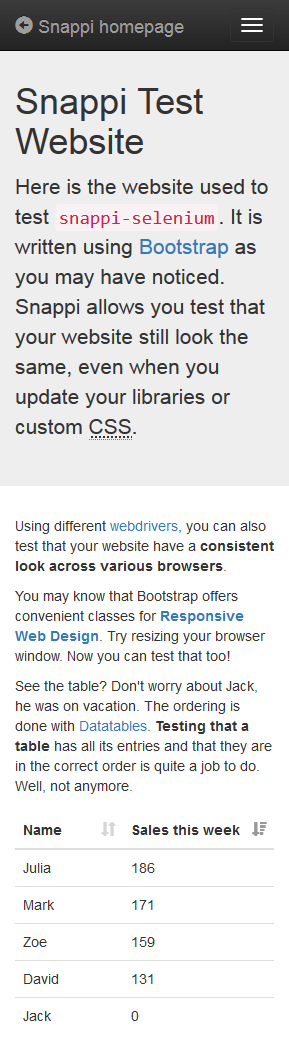 Snappi homepage
Snappi Test
Website
Here is the website used to
test snappi-selenium. It is
written using Bootstrap as
you may have noticed.
Snappi allows you test that
your website still look the
same, even when you
update your libraries or
custom CSS.
Using different webdrivers, you can also
test that your website have a consistent
look across various browsers.
You may know that Bootstrap offers
convenient classes for Responsive
Web Design. Try resizing your browser
window. Now you can test that too!
See the table? Don't worry about Jack,
he was on vacation. The ordering is
done with Datatables. Testing that a
table has all its entries and that they are
in the correct order is quite a job to do.
Well, not anymore.
Name Sales this week
Julia 186
Mark 171
Zoe 159
David 131
Jack 0